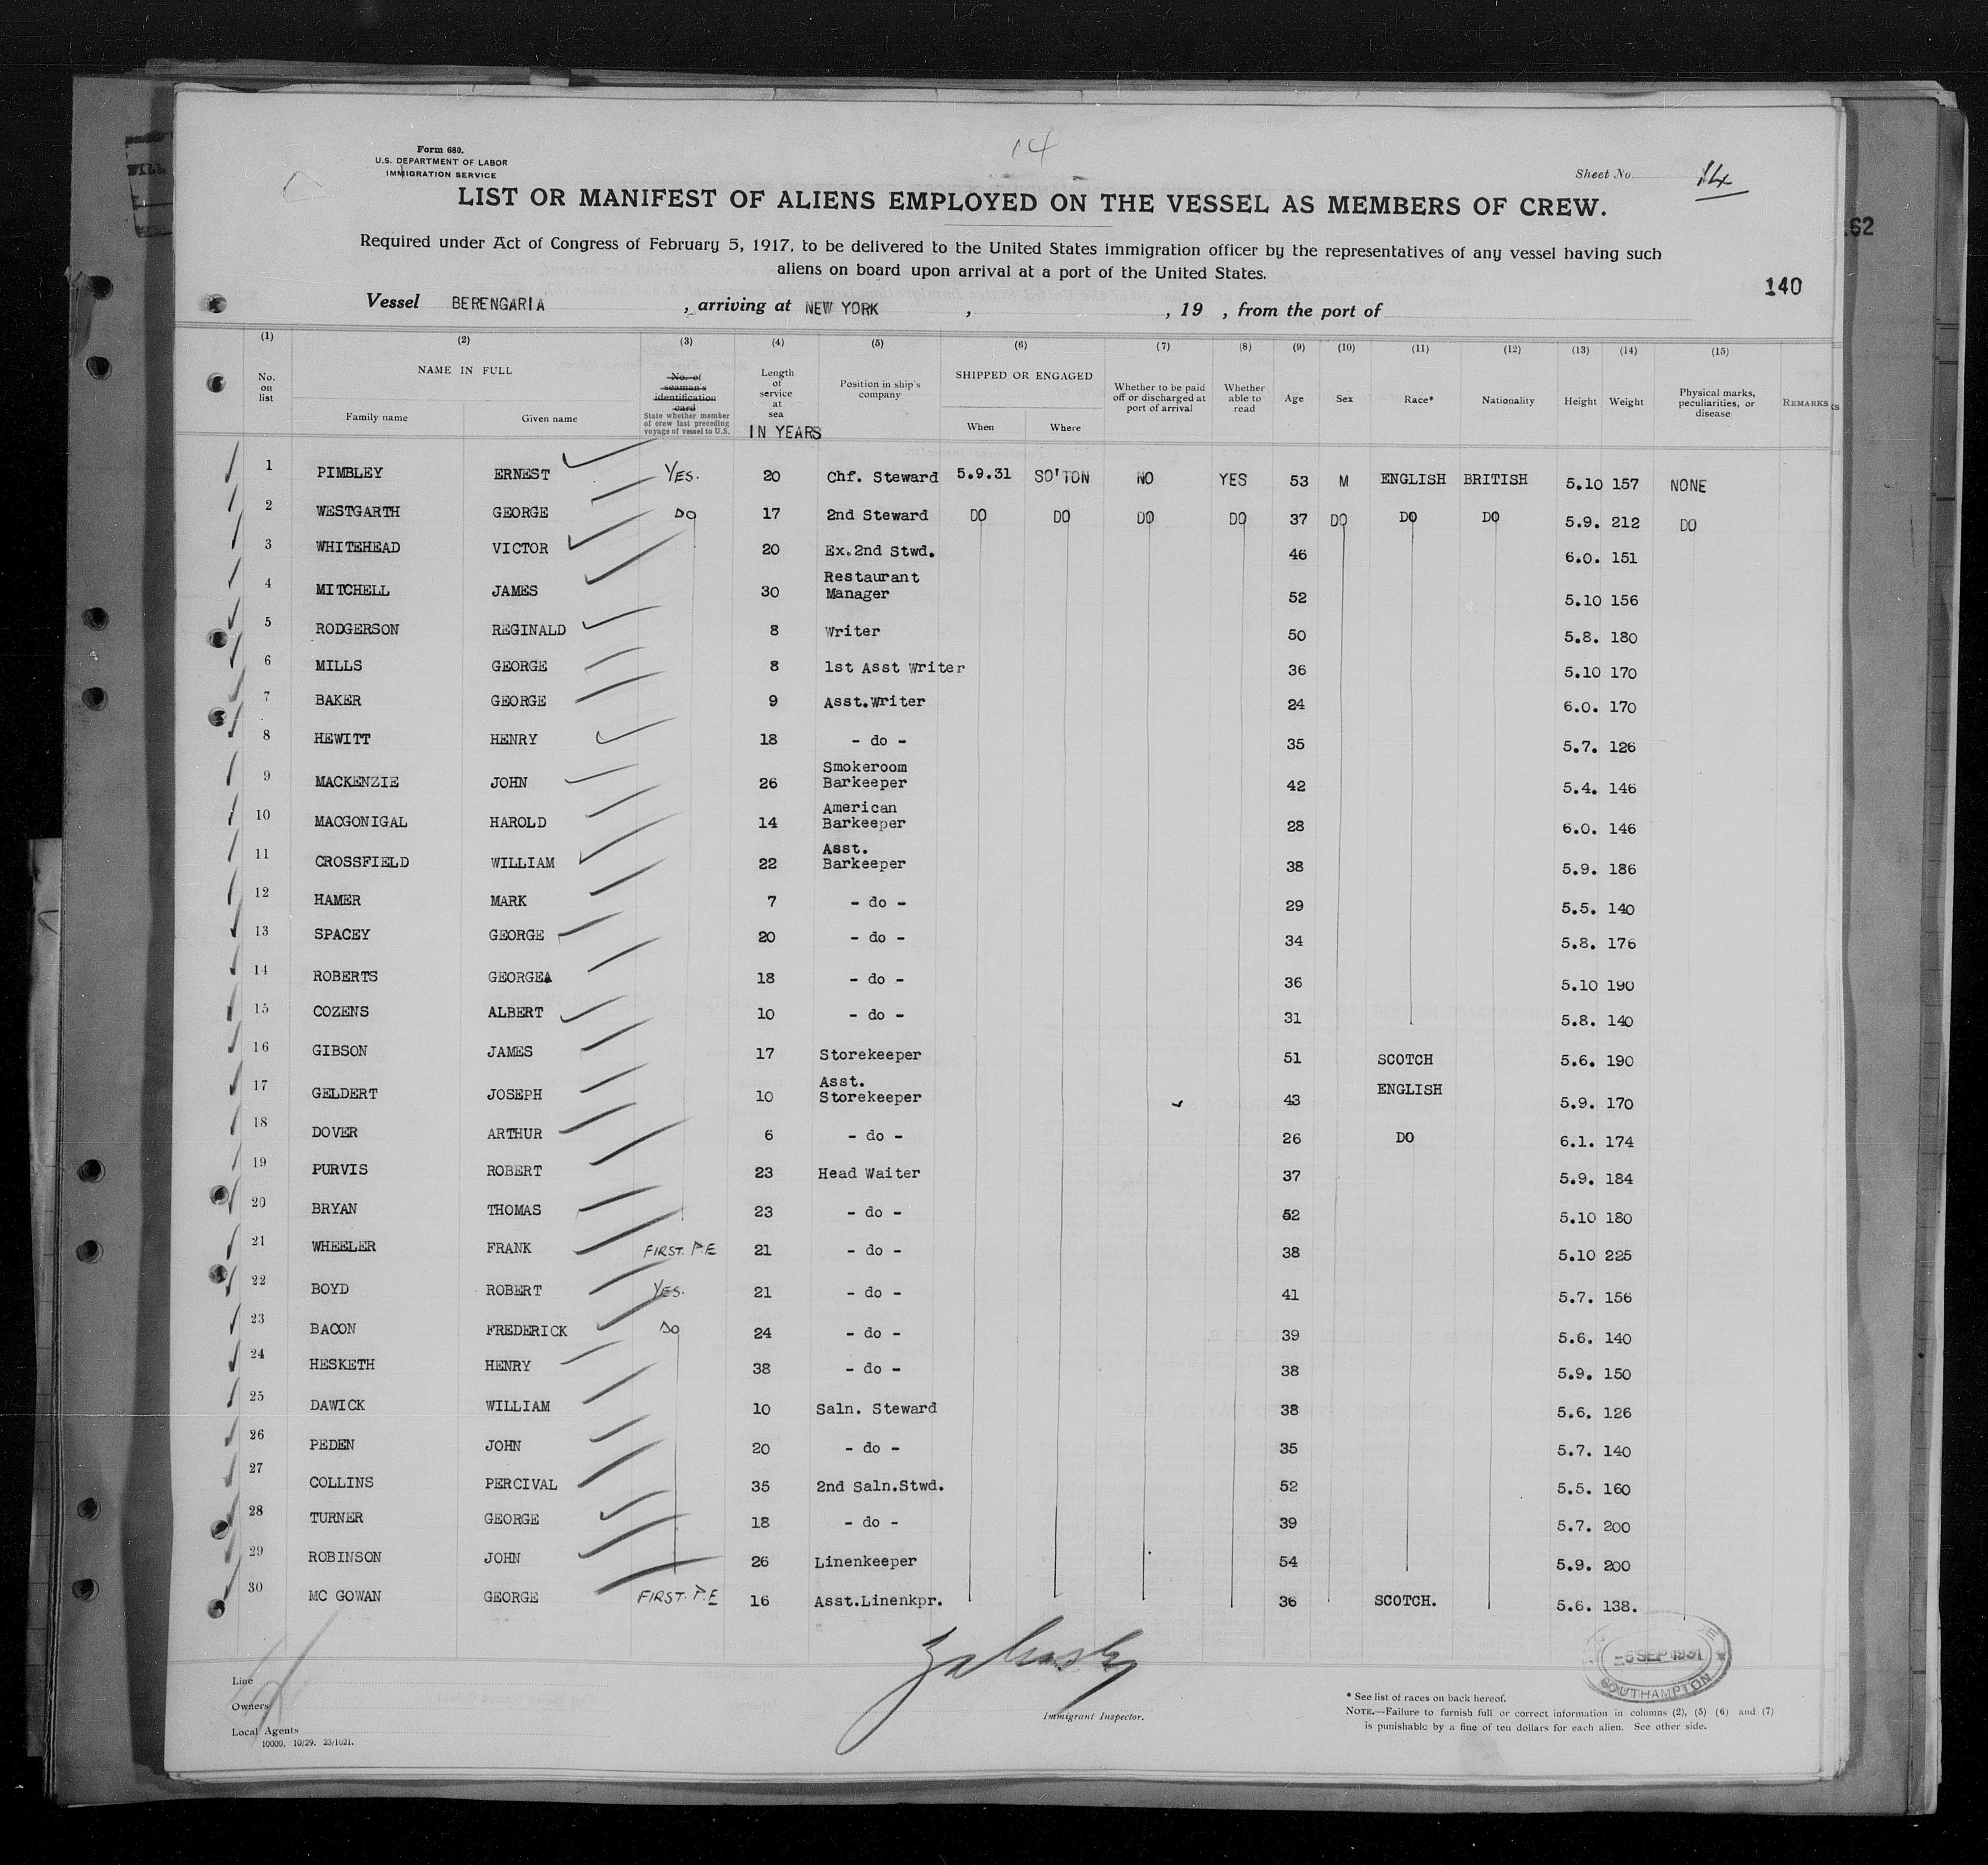 14
Form 680.
U.S. DEPARTMENT OF LABOR
IMMIGRATION SERVICE
Sheet No. 14
LIST OR MANIFEST OF ALIENS EMPLOYED ON THE VESSEL AS MEMBERS OF CREW.
Required under Act of Congress of February 5, 1917, to be delivered to the United States immigration officer by the representatives of any vessel having such
aliens on board upon arrival at a port of the United States.
62
140
Vessel BERENGARIA , arriving at NEW YORK , , 19 , from the port of
(1) (2) (3) (4) (5) (6) (7) (8) (9) (10) (11) (12) (13) (14) (15)
No. on list
NAME IN FULL
Family name Given name
No. of seaman's identification card
State whether member of crew last preceding voyage of vessel to U.S.
Length of service at sea
IN YEARS
Position in ship's company
SHIPPED OR ENGAGED
When Where
Whether to be paid off or discharged at port of arrival
Whether able to read
Age
Sex
Race*
Nationality
Height
Weight
Physical marks, peculiarities, or disease
REMARKS
1 PIMBLEY ERNEST YES. 20 Chf. Steward 5.9.31 SO'TON NO YES 53 M ENGLISH BRITISH 5.10 157 NONE
2 WESTGARTH GEORGE DO 17 2nd Steward DO DO DO DO 37 DO DO DO 5.9. 212 DO
3 WHITEHEAD VICTOR 20 Ex.2nd Stwd. 46 6.0. 151
4 MITCHELL JAMES 30 Restaurant Manager 52 5.10 156
5 RODGERSON REGINALD 8 Writer 50 5.8. 180
6 MILLS GEORGE 8 1st Asst Writer 36 5.10 170
7 BAKER GEORGE 9 Asst.Writer 24 6.0. 170
8 HEWITT HENRY 18 - do - 35 5.7. 126
9 MACKENZIE JOHN 26 Smokeroom Barkeeper 42 5.4. 146
10 MACGONIGAL HAROLD 14 American Barkeeper 28 6.0. 146
11 CROSSFIELD WILLIAM 22 Asst. Barkeeper 38 5.9. 186
12 HAMER MARK 7 - do - 29 5.5. 140
13 SPACEY GEORGE 20 - do - 34 5.8. 176
14 ROBERTS GEORGEA 18 - do - 36 5.10 190
15 COZENS ALBERT 10 - do - 31 5.8. 140
16 GIBSON JAMES 17 Storekeeper 51 SCOTCH 5.6. 190
17 GELDERT JOSEPH 10 Asst. Storekeeper 43 ENGLISH 5.9. 170
18 DOVER ARTHUR 6 - do - 26 DO 6.1. 174
19 PURVIS ROBERT 23 Head Waiter 37 5.9. 184
20 BRYAN THOMAS 23 - do - 52 5.10 180
21 WHEELER FRANK FIRST. P.E 21 - do - 38 5.10 225
22 BOYD ROBERT YES. 21 - do - 41 5.7. 156
23 BACON FREDERICK DO 24 - do - 39 5.6. 140
24 HESKETH HENRY 38 - do - 38 5.9. 150
25 DAWICK WILLIAM 10 Saln. Steward 38 5.6. 126
26 PEDEN JOHN 20 - do - 35 5.7. 140
27 COLLINS PERCIVAL 35 2nd Saln.Stwd. 52 5.5. 160
28 TURNER GEORGE 18 - do - 39 5.7. 200
29 ROBINSON JOHN 26 Linenkeeper 54 5.9. 200
30 MC GOWAN GEORGE FIRST. P.E 16 Asst.Linenkpr. 36 SCOTCH. 5.6. 138.
-5 SEP 1931
SOUTHAMPTON
Line
Owners
Local Agents
10000. 10/29. 23/1021.
Immigrant Inspector.
* See list of races on back hereof.
NOTE.—Failure to furnish full or correct information in columns (2), (5) (6) and (7)
is punishable by a fine of ten dollars for each alien. See other side.